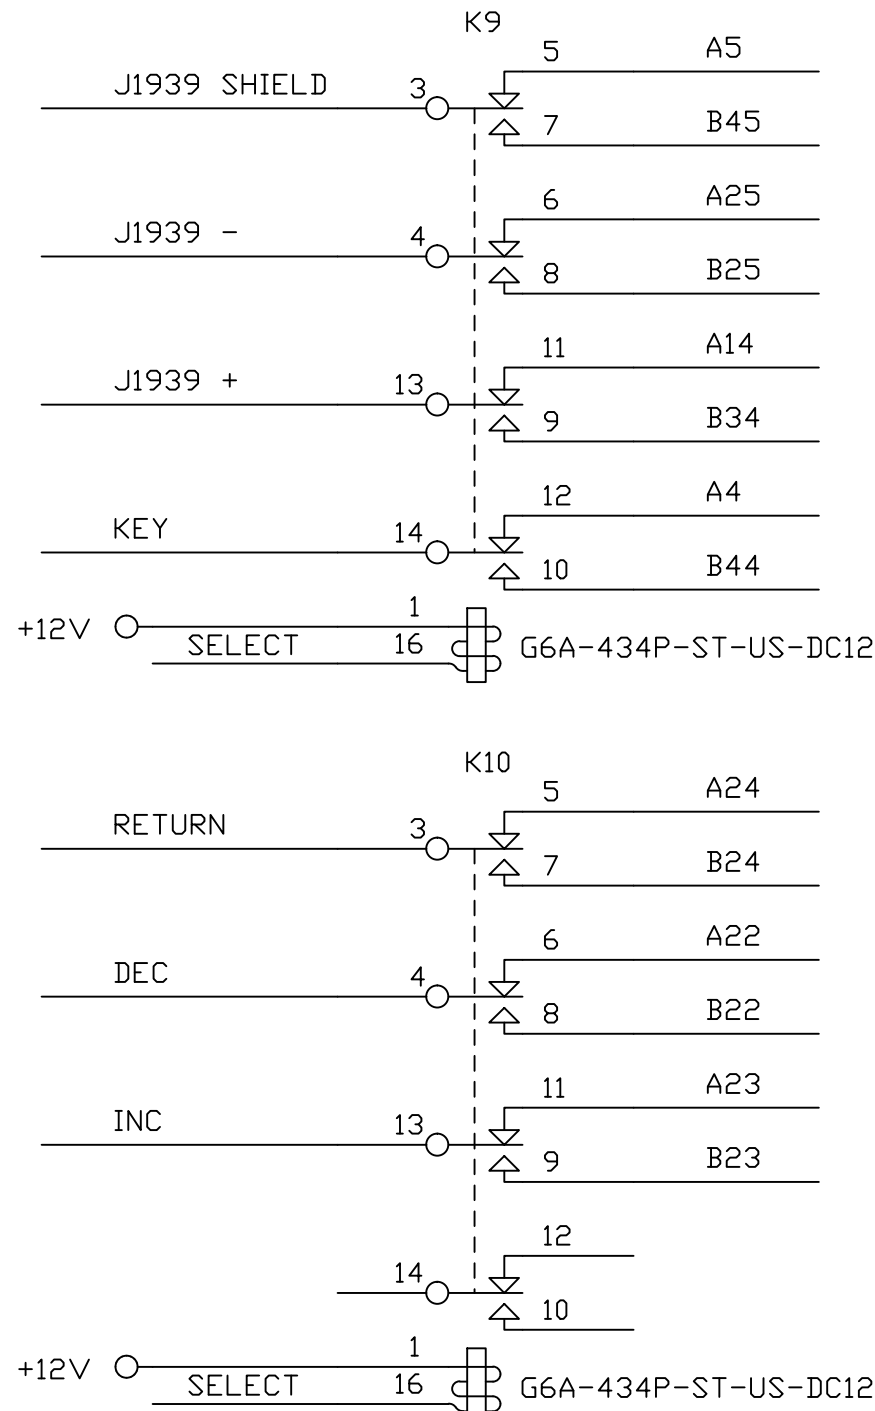 K9
5 A5
J1939 SHIELD 3
7 B45
6 A25
J1939 - 4
8 B25
11 A14
J1939 + 13
9 B34
12 A4
KEY 14
10 B44
+12V 1
SELECT 16 G6A-434P-ST-US-DC12
K10
5 A24
RETURN 3
7 B24
6 A22
DEC 4
8 B22
11 A23
INC 13
9 B23
12
14
10
+12V 1
SELECT 16 G6A-434P-ST-US-DC12